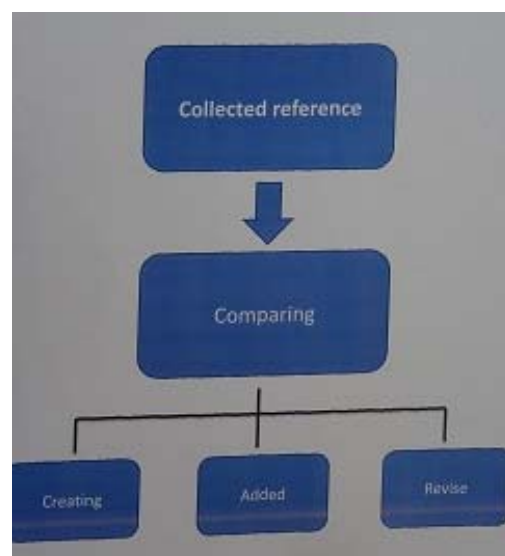 Collected reference
Comparing
Creating
Added
Revise